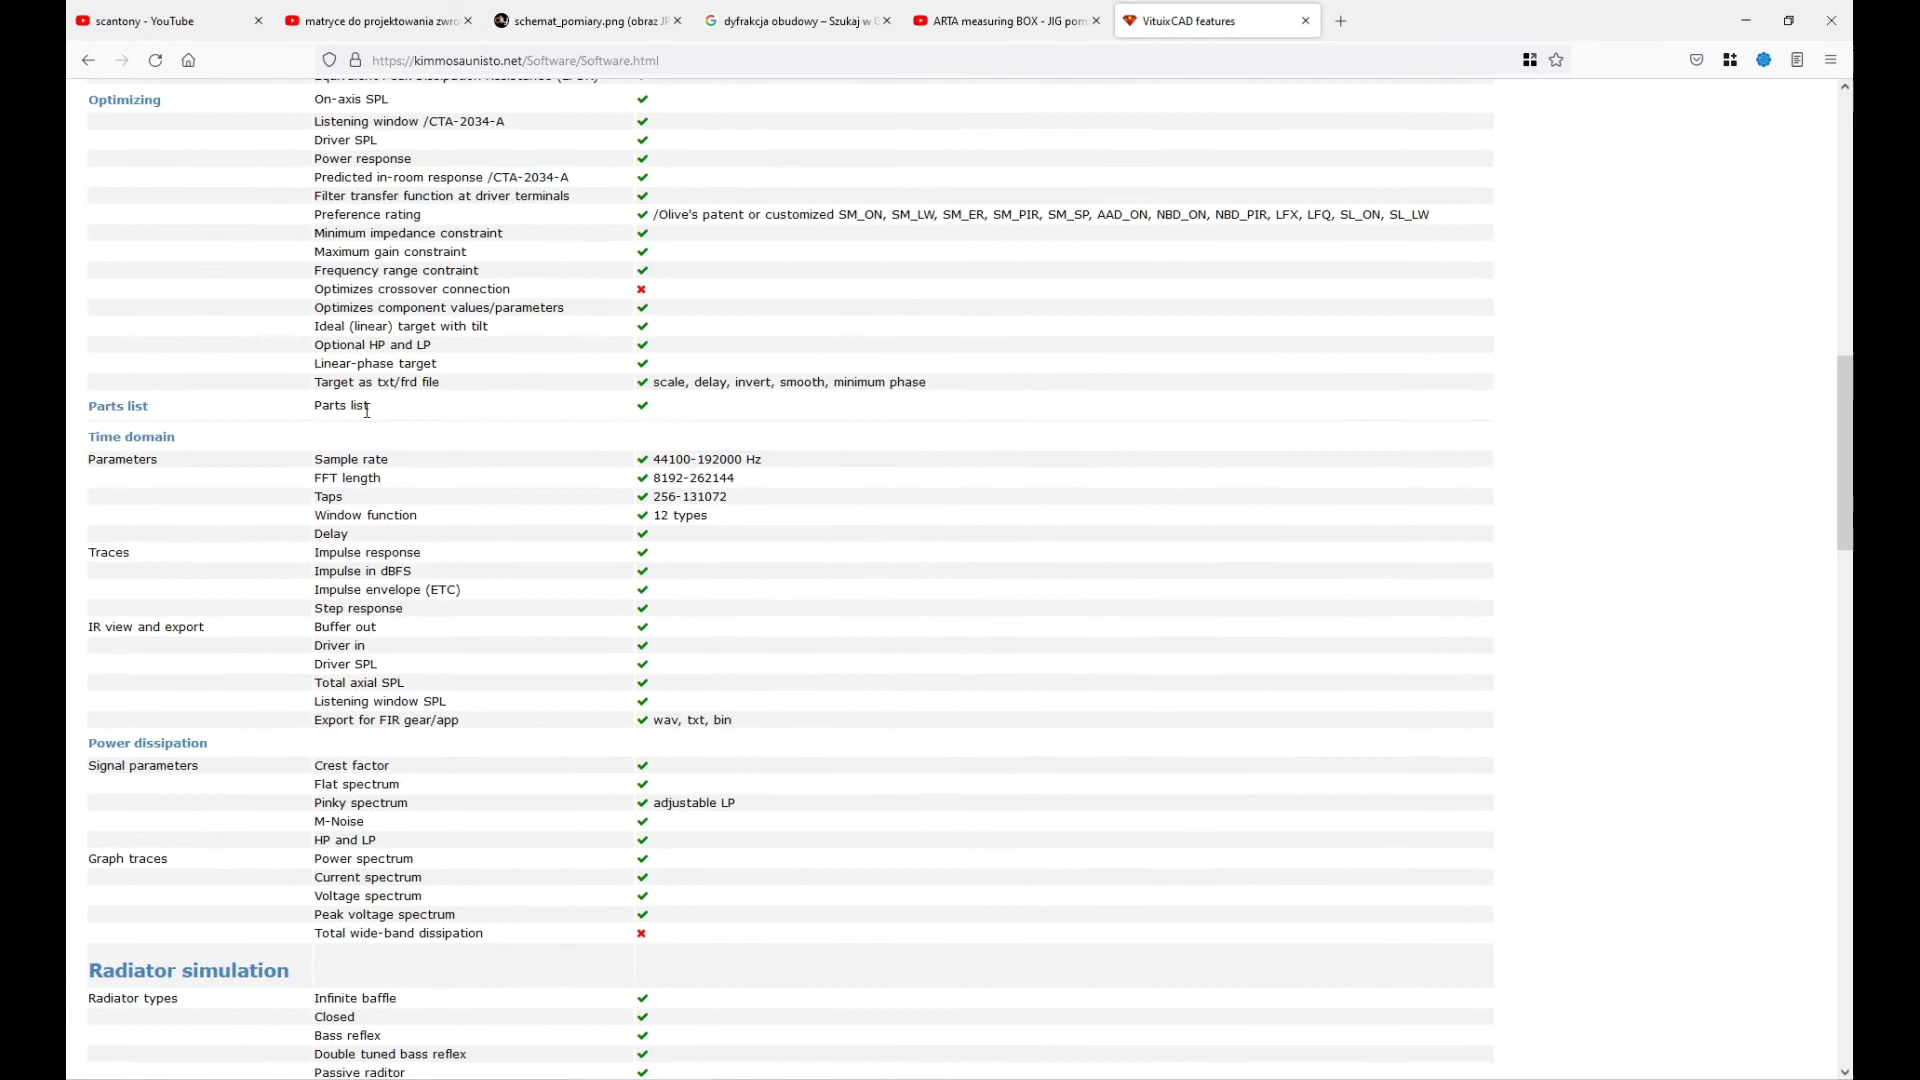 scantony - YouTube
matryce do projektowania zwro
schemat_pomiary.png (obraz JP
dyfrakcja obudowy – Szukaj w G
ARTA measuring BOX - JIG pom
VituixCAD features
https://kimmosaunisto.net/Software/Software.html
Optimizing On-axis SPL
Listening window /CTA-2034-A
Driver SPL
Power response
Predicted in-room response /CTA-2034-A
Filter transfer function at driver terminals
Preference rating /Olive's patent or customized SM_ON, SM_LW, SM_ER, SM_PIR, SM_SP, AAD_ON, NBD_ON, NBD_PIR, LFX, LFQ, SL_ON, SL_LW
Minimum impedance constraint
Maximum gain constraint
Frequency range contraint
Optimizes crossover connection
Optimizes component values/parameters
Ideal (linear) target with tilt
Optional HP and LP
Linear-phase target
Target as txt/frd file scale, delay, invert, smooth, minimum phase
Parts list Parts list
Time domain
Parameters Sample rate 44100-192000 Hz
FFT length 8192-262144
Taps 256-131072
Window function 12 types
Delay
Traces Impulse response
Impulse in dBFS
Impulse envelope (ETC)
Step response
IR view and export Buffer out
Driver in
Driver SPL
Total axial SPL
Listening window SPL
Export for FIR gear/app wav, txt, bin
Power dissipation
Signal parameters Crest factor
Flat spectrum
Pinky spectrum adjustable LP
M-Noise
HP and LP
Graph traces Power spectrum
Current spectrum
Voltage spectrum
Peak voltage spectrum
Total wide-band dissipation
Radiator simulation
Radiator types Infinite baffle
Closed
Bass reflex
Double tuned bass reflex
Passive raditor